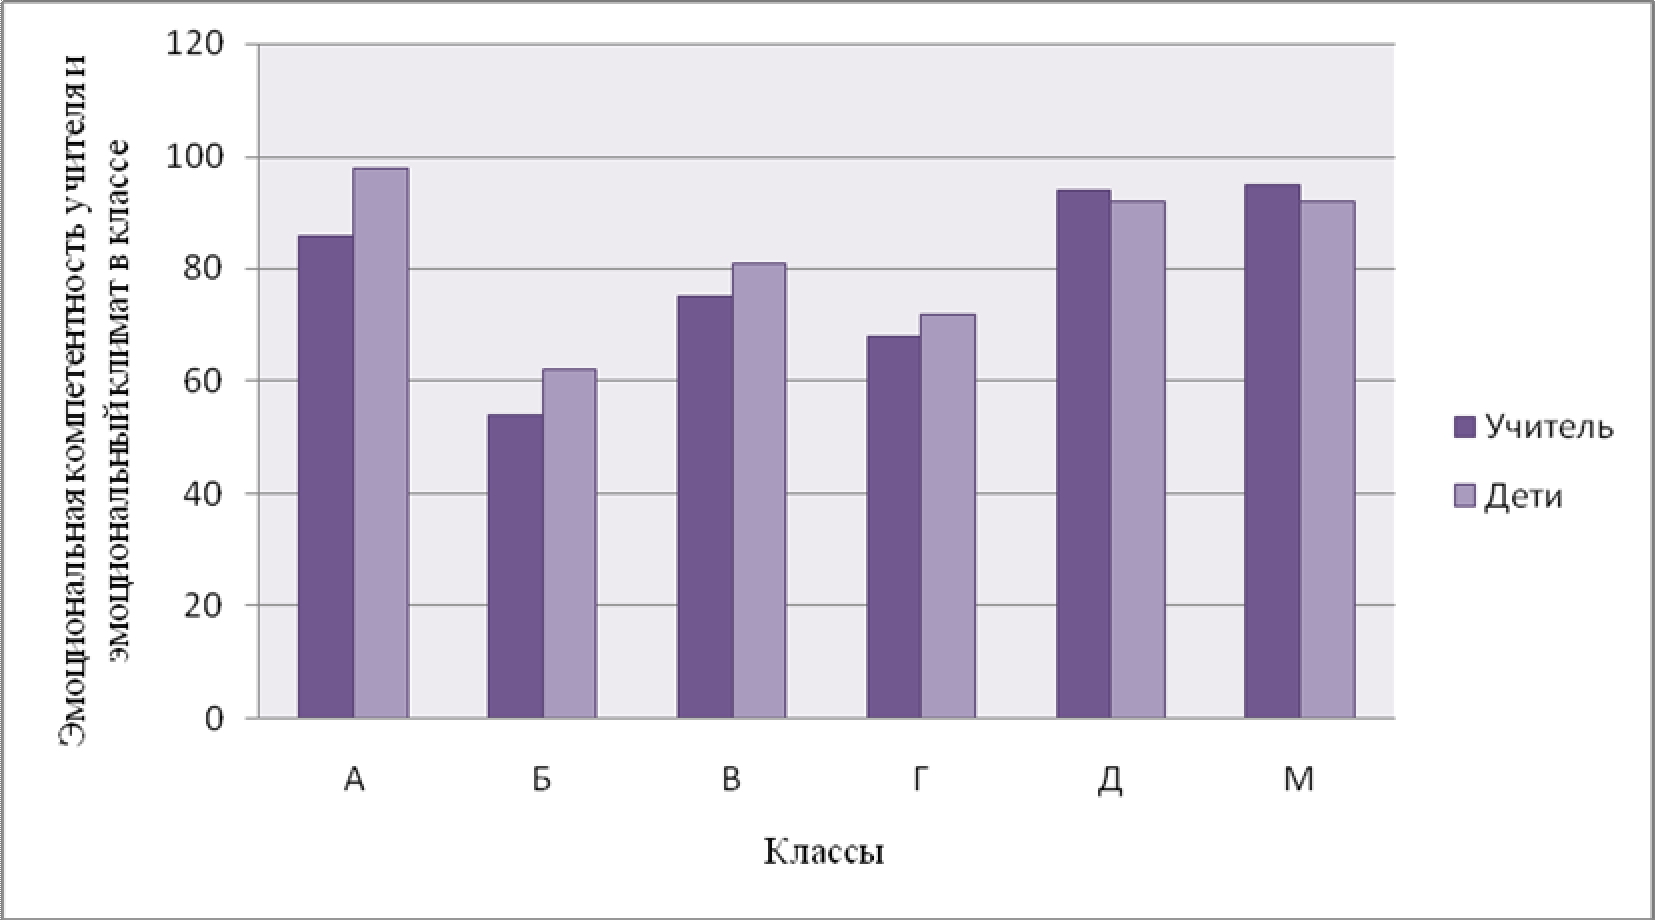 Эмоциональная компетентность учителя и
эмоциональный климат в классе
120
100
80
60
40
20
0
А
Б
В
Г
Д
М
Классы
Учитель
Дети